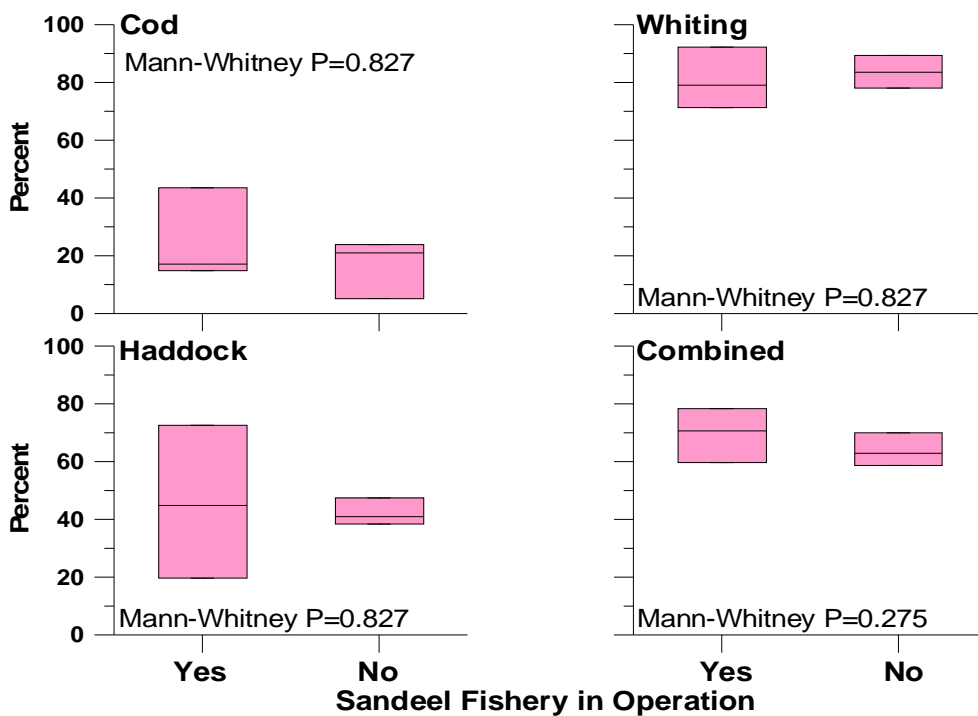 Cod
Mann-Whitney P=0.827
Percent
100
80
60
40
20
0
Whiting
Mann-Whitney P=0.827
Haddock
Mann-Whitney P=0.827
Percent
100
80
60
40
20
0
Yes
No
Combined
Mann-Whitney P=0.275
Yes
No
Sandeel Fishery in Operation